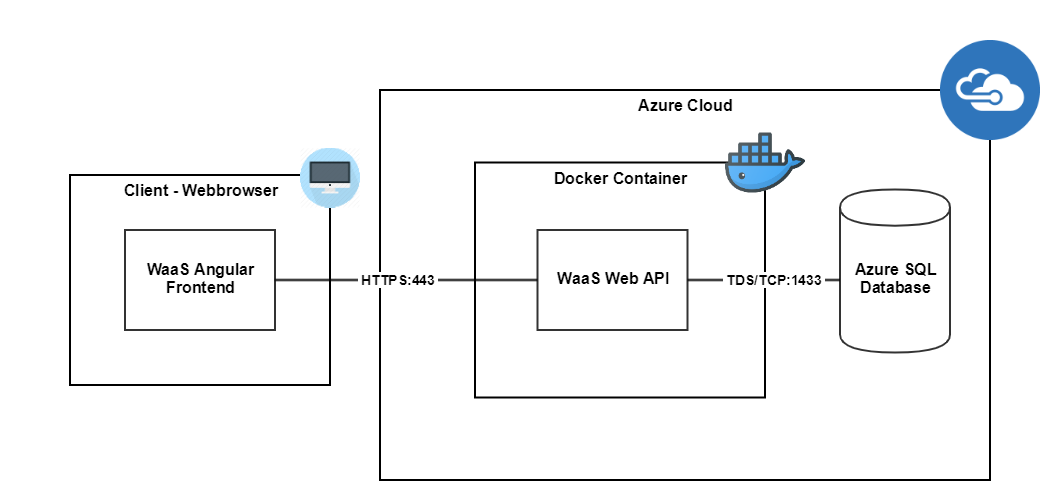 Azure Cloud
Client - Webbrowser
Docker Container
WaaS Angular
Frontend
HTTPS:443
WaaS Web API
TDS/TCP:1433
Azure SQL
Database